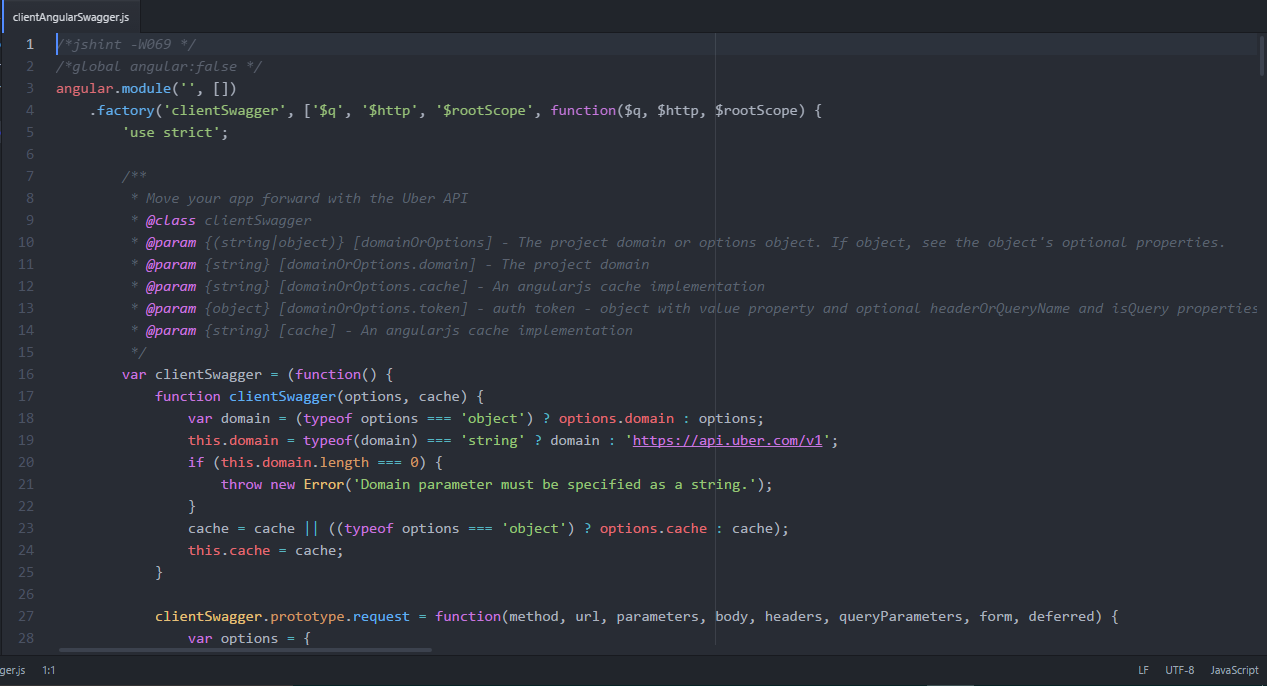 clientAngularSwagger.js
1 /*jshint -W069 */
2 /*global angular:false */
3 angular.module('', [])
4 .factory('clientSwagger', ['$q', '$http', '$rootScope', function($q, $http, $rootScope) {
5 'use strict';
6
7 /**
8 * Move your app forward with the Uber API
9 * @class clientSwagger
10 * @param {(string|object)} [domainOrOptions] - The project domain or options object. If object, see the object's optional properties.
11 * @param {string} [domainOrOptions.domain] - The project domain
12 * @param {string} [domainOrOptions.cache] - An angularjs cache implementation
13 * @param {object} [domainOrOptions.token] - auth token - object with value property and optional headerOrQueryName and isQuery properties
14 * @param {string} [cache] - An angularjs cache implementation
15 */
16 var clientSwagger = (function() {
17 function clientSwagger(options, cache) {
18 var domain = (typeof options === 'object') ? options.domain : options;
19 this.domain = typeof(domain) === 'string' ? domain : 'https://api.uber.com/v1';
20 if (this.domain.length === 0) {
21 throw new Error('Domain parameter must be specified as a string.');
22 }
23 cache = cache || ((typeof options === 'object') ? options.cache : cache);
24 this.cache = cache;
25 }
26
27 clientSwagger.prototype.request = function(method, url, parameters, body, headers, queryParameters, form, deferred) {
28 var options = {
ger.js 1:1 LF UTF-8 JavaScript